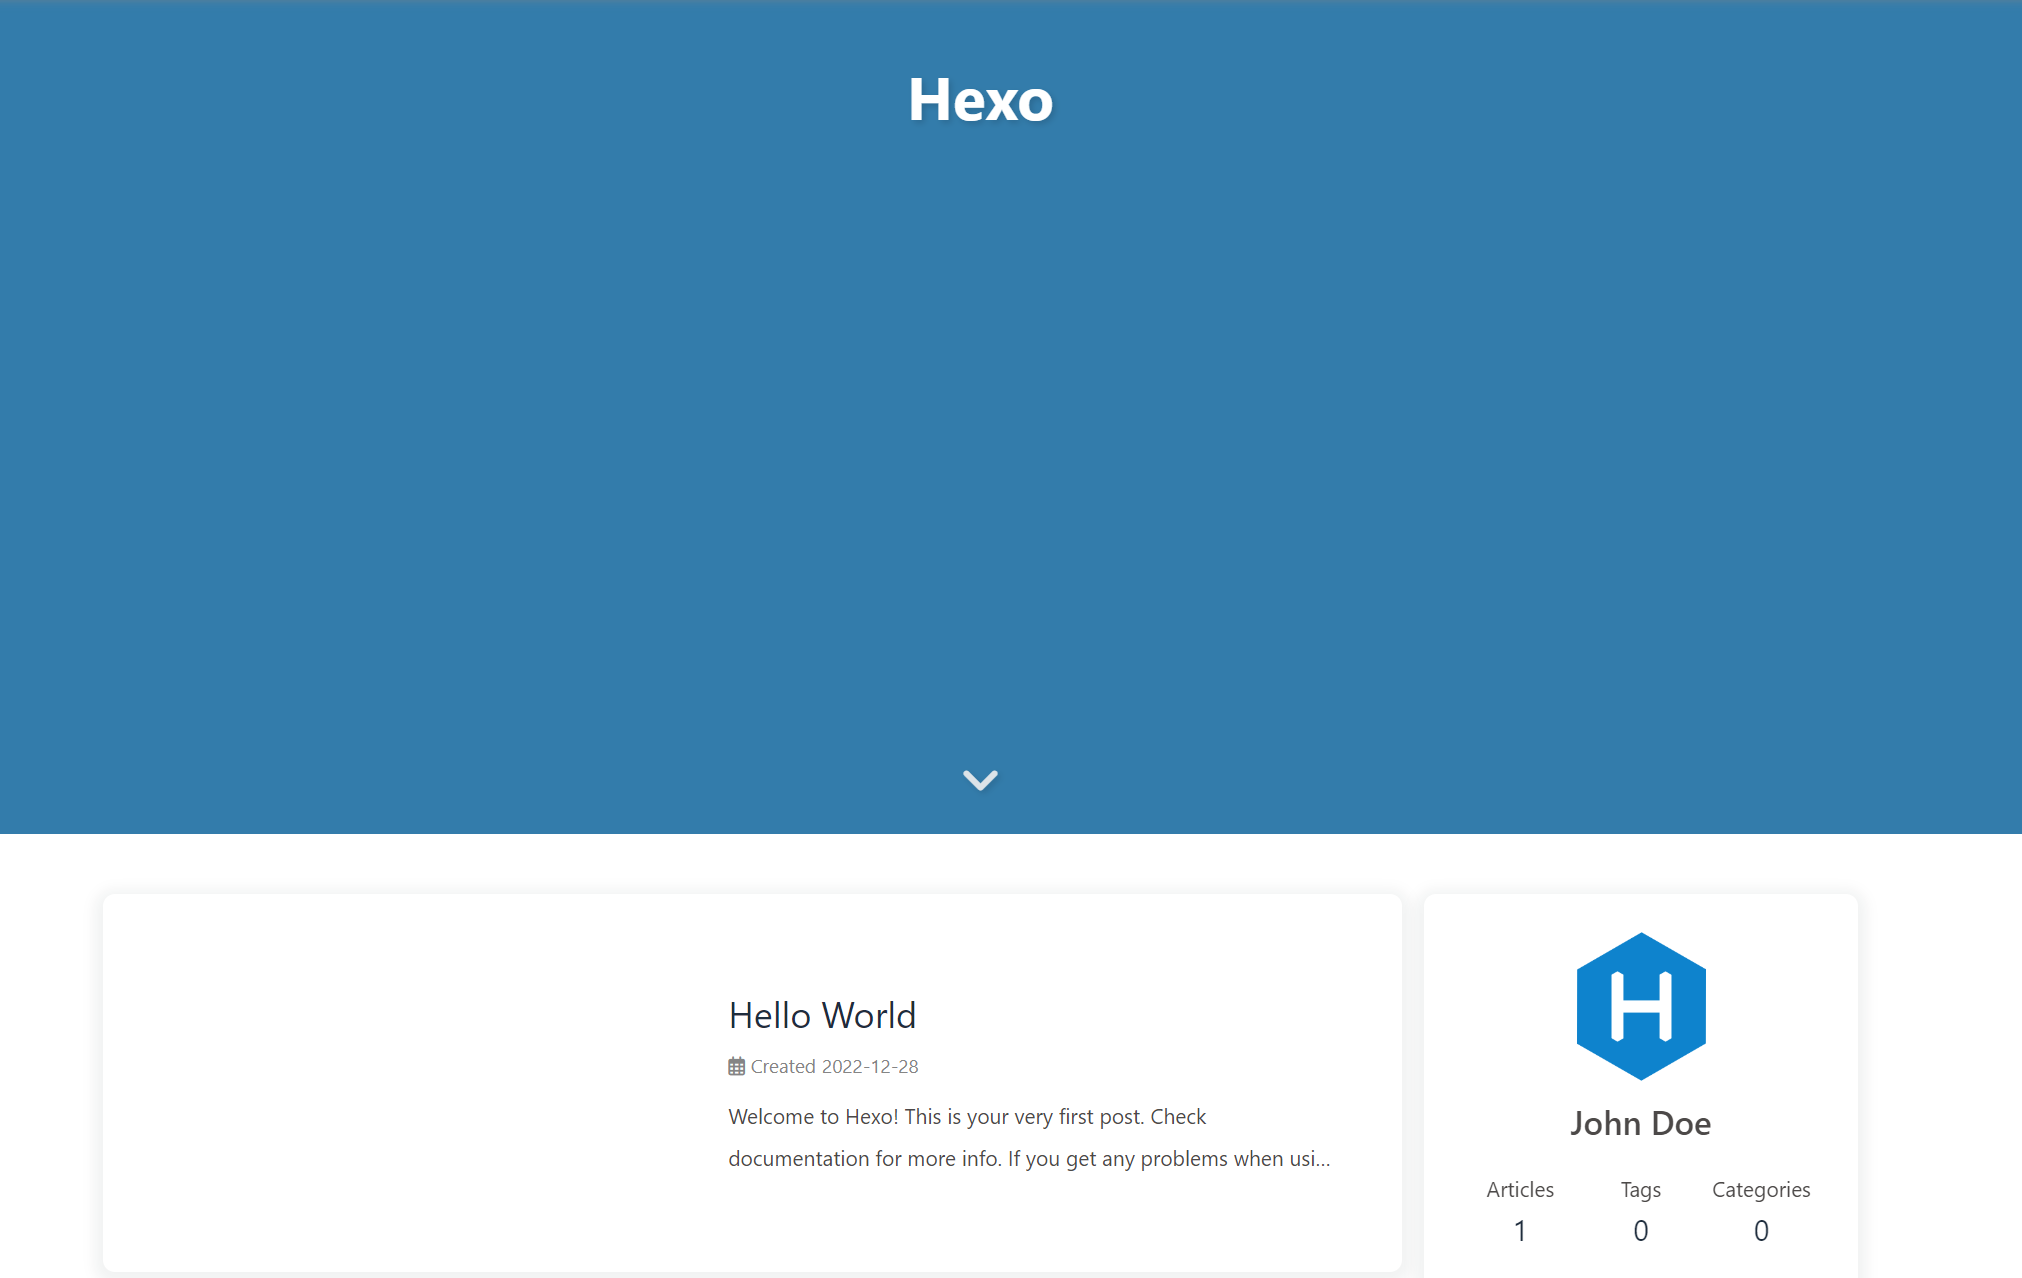 Hexo
Hello World
Created 2022-12-28
Welcome to Hexo! This is your very first post. Check
documentation for more info. If you get any problems when usi...
H
John Doe
Articles Tags Categories
1 0 0